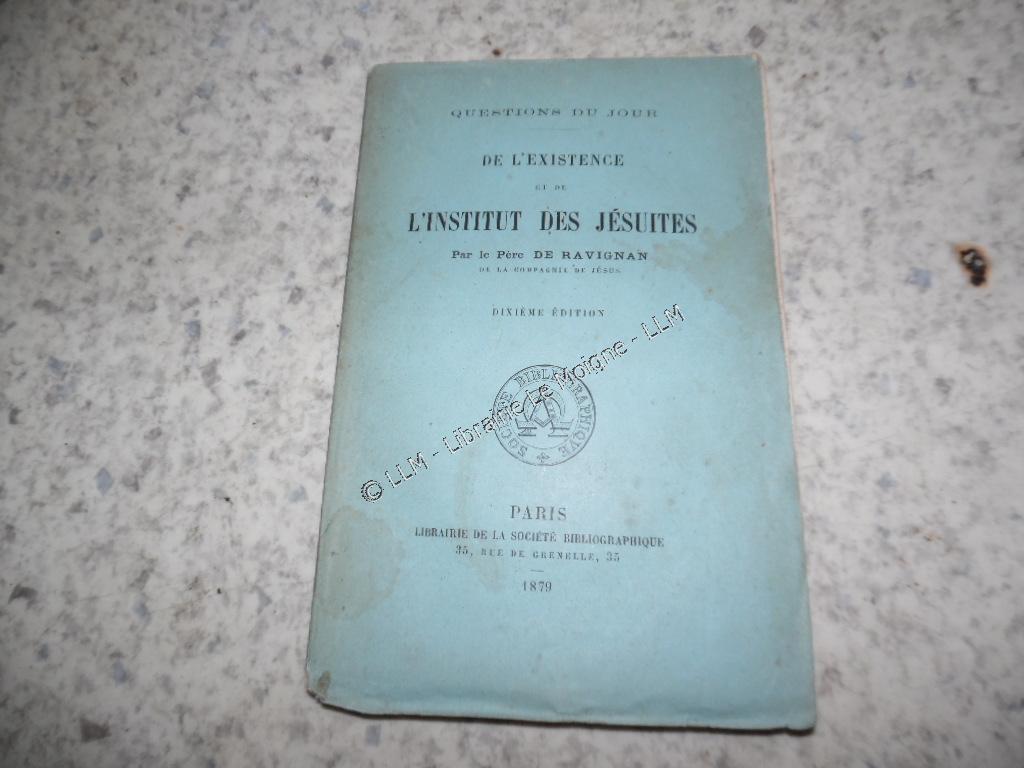 QUESTIONS DU JOUR
DE L'EXISTENCE
ET DE
L'INSTITUT DES JÉSUITES
Par le Père DE RAVIGNAN
DE LA COMPAGNIE DE JÉSUS.
DIXIÈME ÉDITION
SOCIÉTÉ BIBLIOGRAPHIQUE
© LLM - Librairie Le Moigne - LLM
PARIS
LIBRAIRIE DE LA SOCIÉTÉ BIBLIOGRAPHIQUE
35, RUE DE GRENELLE, 35
1879